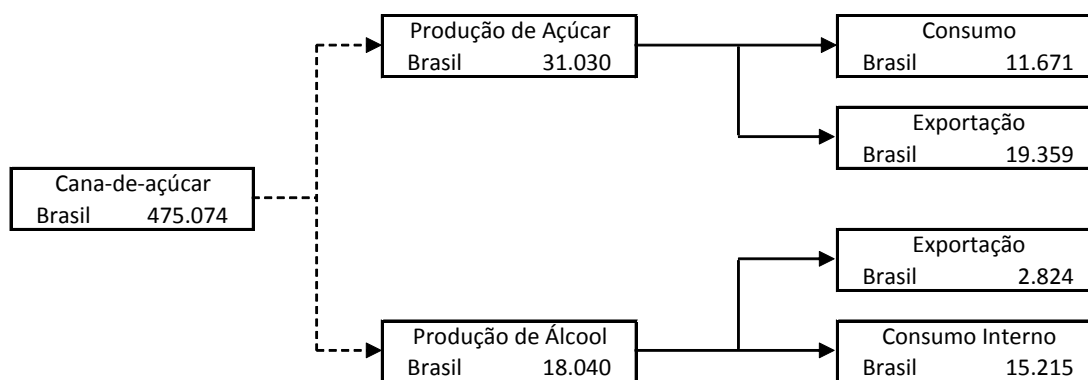 Produção de Açúcar
Brasil 31.030
Consumo
Brasil 11.671
Exportação
Brasil 19.359
Cana-de-açúcar
Brasil 475.074
Exportação
Brasil 2.824
Produção de Álcool
Brasil 18.040
Consumo Interno
Brasil 15.215